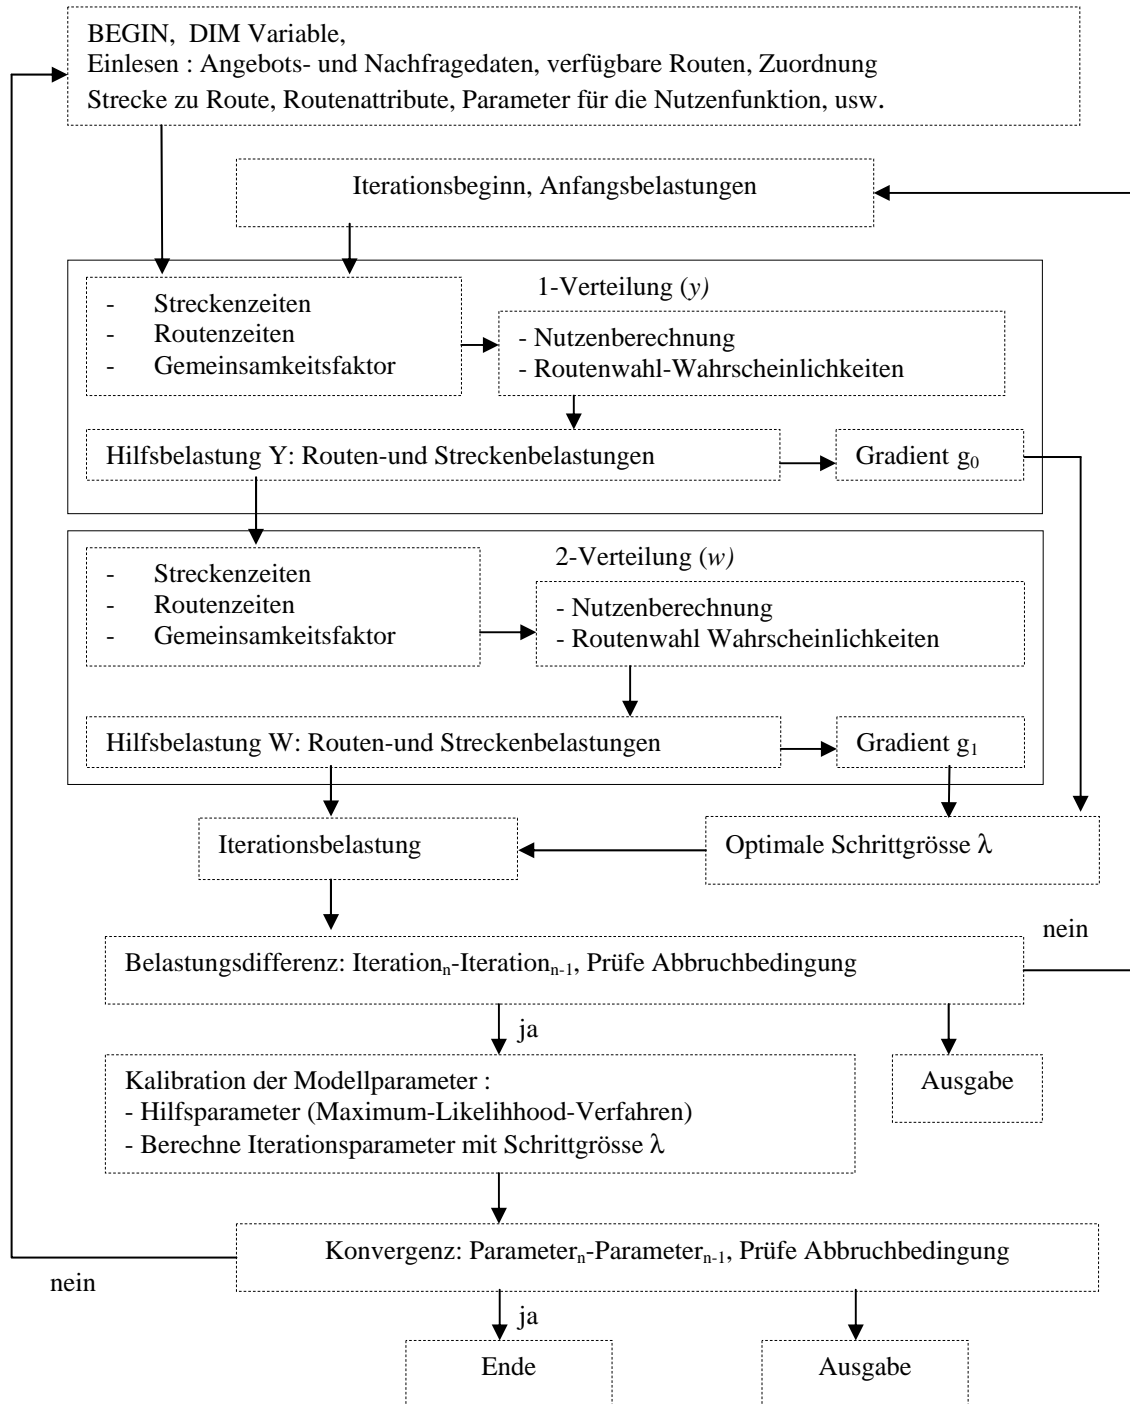 BEGIN, DIM Variable,
Einlesen : Angebots- und Nachfragedaten, verfügbare Routen, Zuordnung
Strecke zu Route, Routenattribute, Parameter für die Nutzenfunktion, usw.
Iterationsbeginn, Anfangsbelastungen
1-Verteilung (y)
- Streckenzeiten
- Routenzeiten
- Gemeinsamkeitsfaktor
- Nutzenberechnung
- Routenwahl-Wahrscheinlichkeiten
Hilfsbelastung Y: Routen-und Streckenbelastungen
Gradient g0
2-Verteilung (w)
- Streckenzeiten
- Routenzeiten
- Gemeinsamkeitsfaktor
- Nutzenberechnung
- Routenwahl Wahrscheinlichkeiten
Hilfsbelastung W: Routen-und Streckenbelastungen
Gradient g1
Iterationsbelastung
Optimale Schrittgrösse λ
nein
Belastungsdifferenz: Iterationn-Iterationn-1, Prüfe Abbruchbedingung
ja
Ausgabe
Kalibration der Modellparameter :
- Hilfsparameter (Maximum-Likelihhood-Verfahren)
- Berechne Iterationsparameter mit Schrittgrösse λ
Konvergenz: Parametern-Parametern-1, Prüfe Abbruchbedingung
nein
ja
Ende
Ausgabe